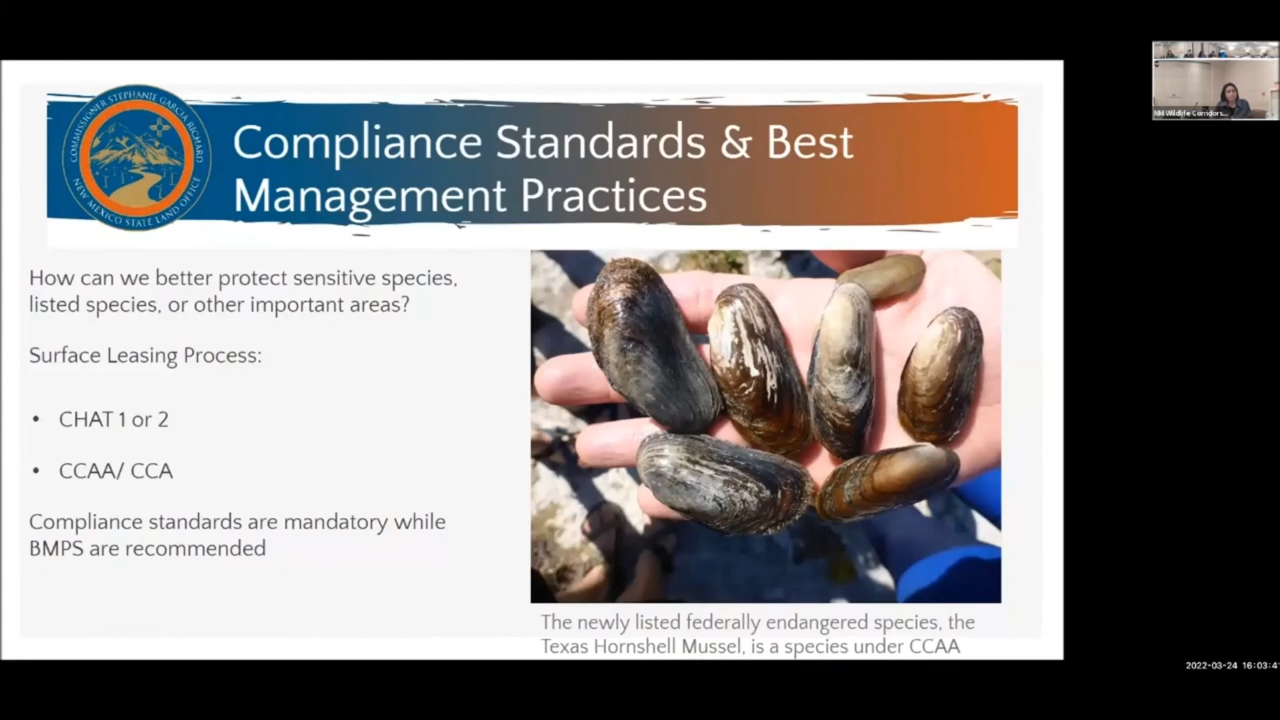 COMMISSIONER STEPHANIE GARCIA RICHARD
NEW MEXICO STATE LAND OFFICE
Compliance Standards & Best
Management Practices
How can we better protect sensitive species,
listed species, or other important areas?
Surface Leasing Process:
• CHAT 1 or 2
• CCAA/ CCA
Compliance standards are mandatory while
BMPS are recommended
The newly listed federally endangered species, the
Texas Hornshell Mussel, is a species under CCAA
NM Wildlife Corridors...
2022-03-24 16:03:4